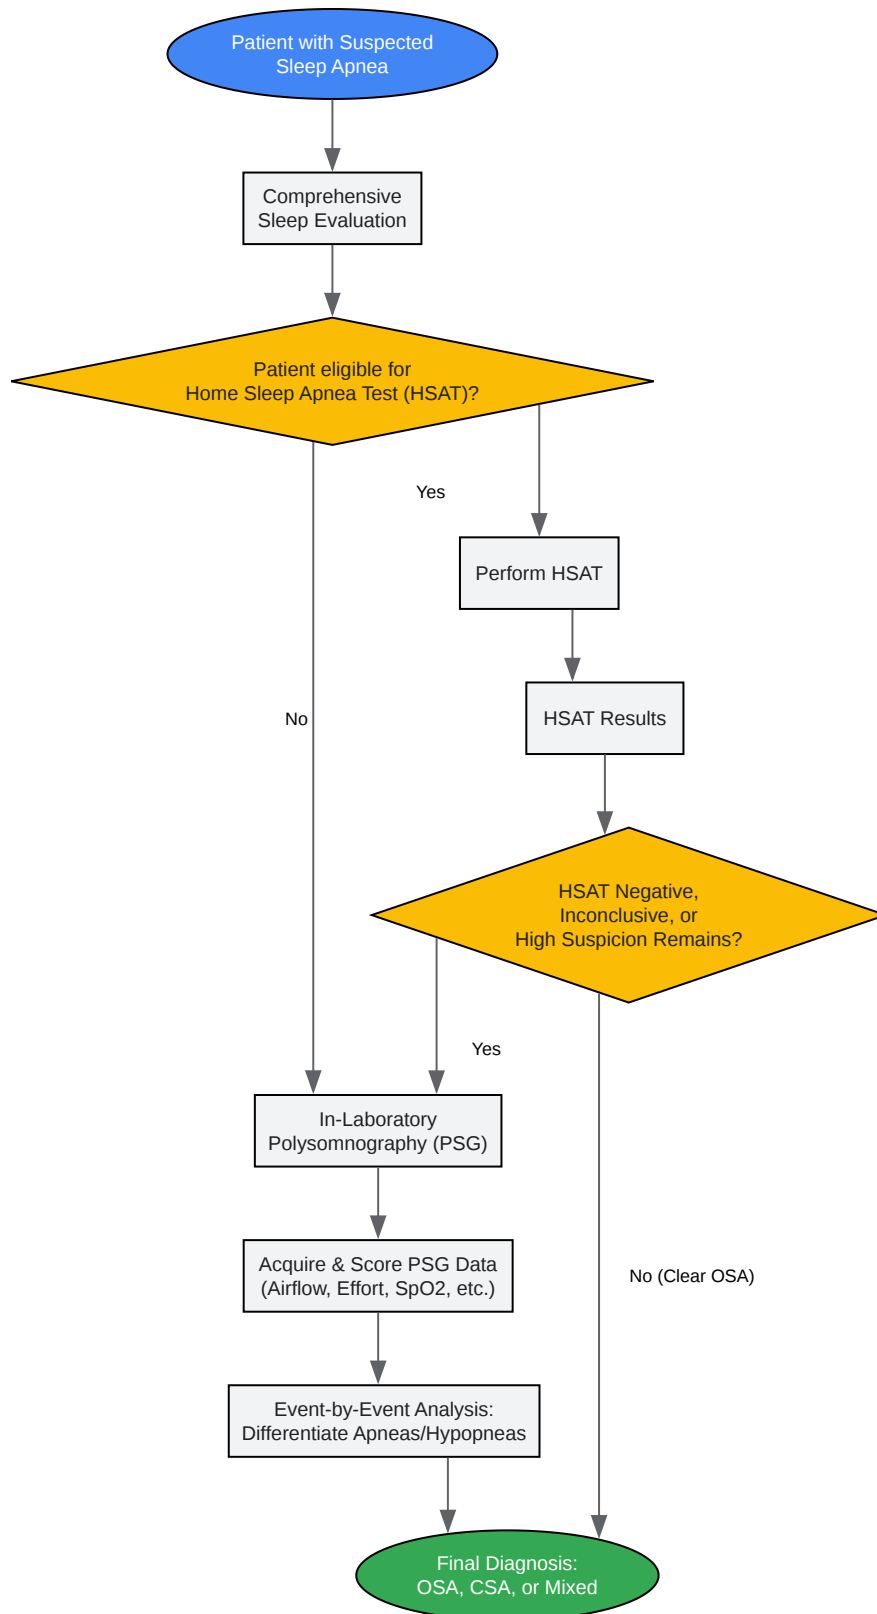 Patient with Suspected
Sleep Apnea
Comprehensive
Sleep Evaluation
Patient eligible for
Home Sleep Apnea Test (HSAT)?
Yes
Perform HSAT
No
HSAT Results
HSAT Negative,
Inconclusive, or
High Suspicion Remains?
Yes
In-Laboratory
Polysomnography (PSG)
Acquire & Score PSG Data
(Airflow, Effort, SpO2, etc.)
No (Clear OSA)
Event-by-Event Analysis:
Differentiate Apneas/Hypopneas
Final Diagnosis:
OSA, CSA, or Mixed